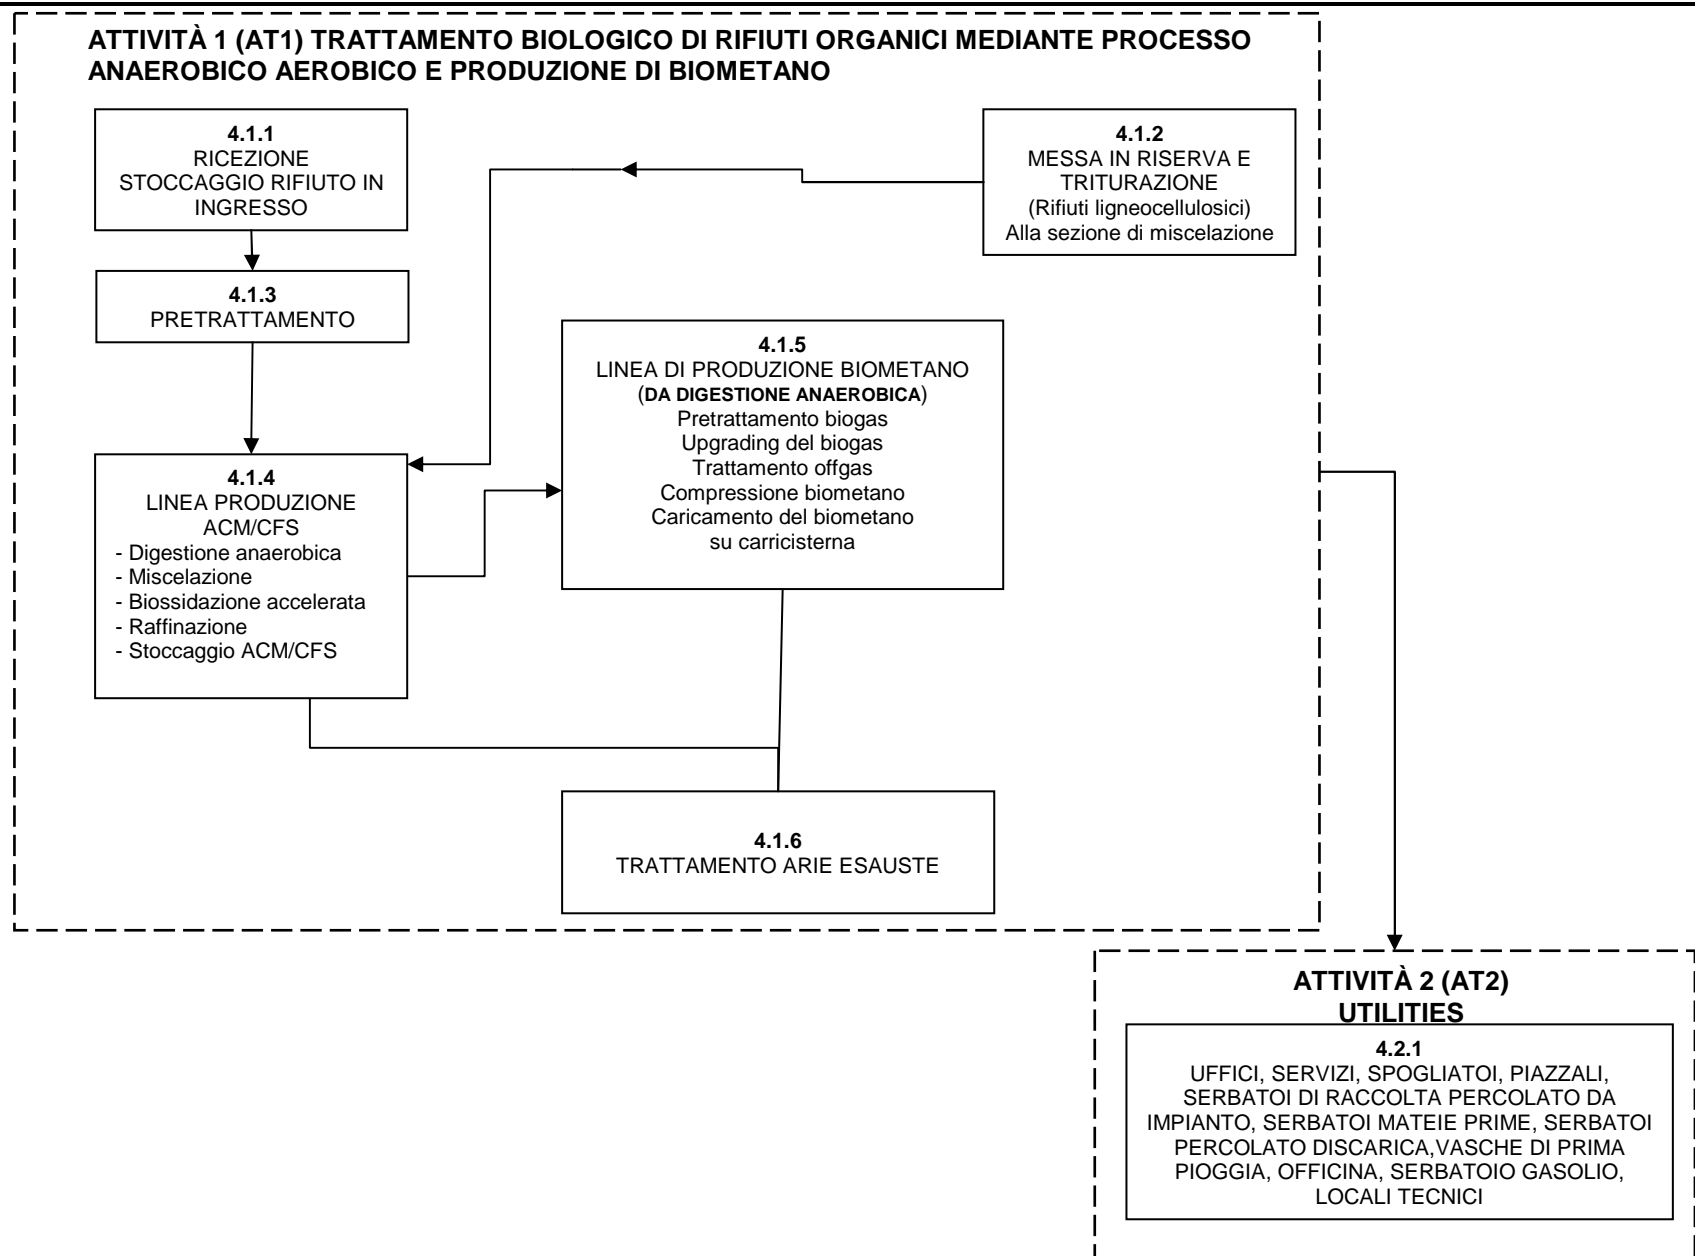 ATTIVITÀ 1 (AT1) TRATTAMENTO BIOLOGICO DI RIFIUTI ORGANICI MEDIANTE PROCESSO
ANAEROBICO AEROBICO E PRODUZIONE DI BIOMETANO
4.1.1
RICEZIONE
STOCCAGGIO RIFIUTO IN
INGRESSO
4.1.2
MESSA IN RISERVA E
TRITURAZIONE
(Rifiuti ligneocellulosici)
Alla sezione di miscelazione
4.1.3
PRETRATTAMENTO
4.1.5
LINEA DI PRODUZIONE BIOMETANO
(DA DIGESTIONE ANAEROBICA)
Pretrattamento biogas
Upgrading del biogas
Trattamento offgas
Compressione biometano
Caricamento del biometano
su carricisterna
4.1.4
LINEA PRODUZIONE
ACM/CFS
- Digestione anaerobica
- Miscelazione
- Biossidazione accelerata
- Raffinazione
- Stoccaggio ACM/CFS
4.1.6
TRATTAMENTO ARIE ESAUSTE
ATTIVITÀ 2 (AT2)
UTILITIES
4.2.1
UFFICI, SERVIZI, SPOGLIATOI, PIAZZALI,
SERBATOI DI RACCOLTA PERCOLATO DA
IMPIANTO, SERBATOI MATEIE PRIME, SERBATOI
PERCOLATO DISCARICA,VASCHE DI PRIMA
PIOGGIA, OFFICINA, SERBATOIO GASOLIO,
LOCALI TECNICI